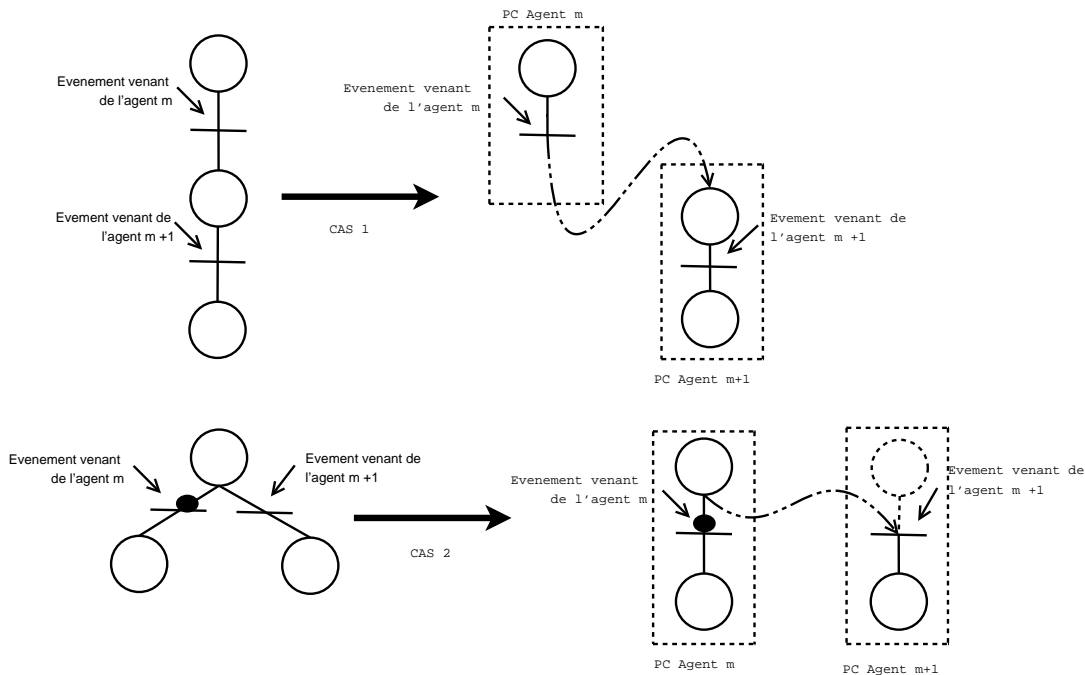 PC Agent m
Evenement venant
de l'agent m
Evenement venant
de l'agent m
Evement venant de
l'agent m +1
CAS 1
Evement venant de
l'agent m +1
PC Agent m+1
Evenement venant
de l'agent m
Evement venant de
l'agent m +1
CAS 2
Evenement venant
de l'agent m
Evement venant de
l'agent m +1
PC Agent m
PC Agent m+1